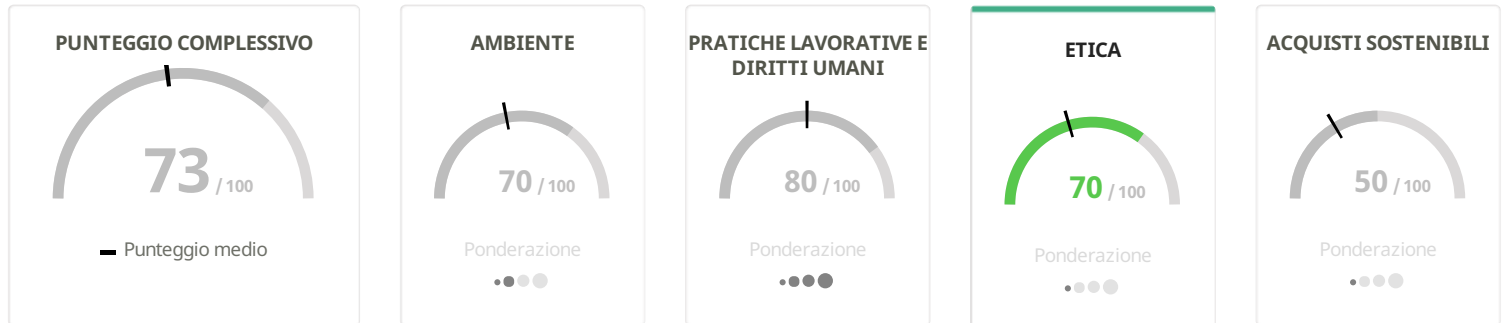 PUNTEGGIO COMPLESSIVO
73 / 100
Punteggio medio
AMBIENTE
70 / 100
Ponderazione
PRATICHE LAVORATIVE E
DIRITTI UMANI
80 / 100
Ponderazione
ETICA
70 / 100
Ponderazione
ACQUISTI SOSTENIBILI
50 / 100
Ponderazione